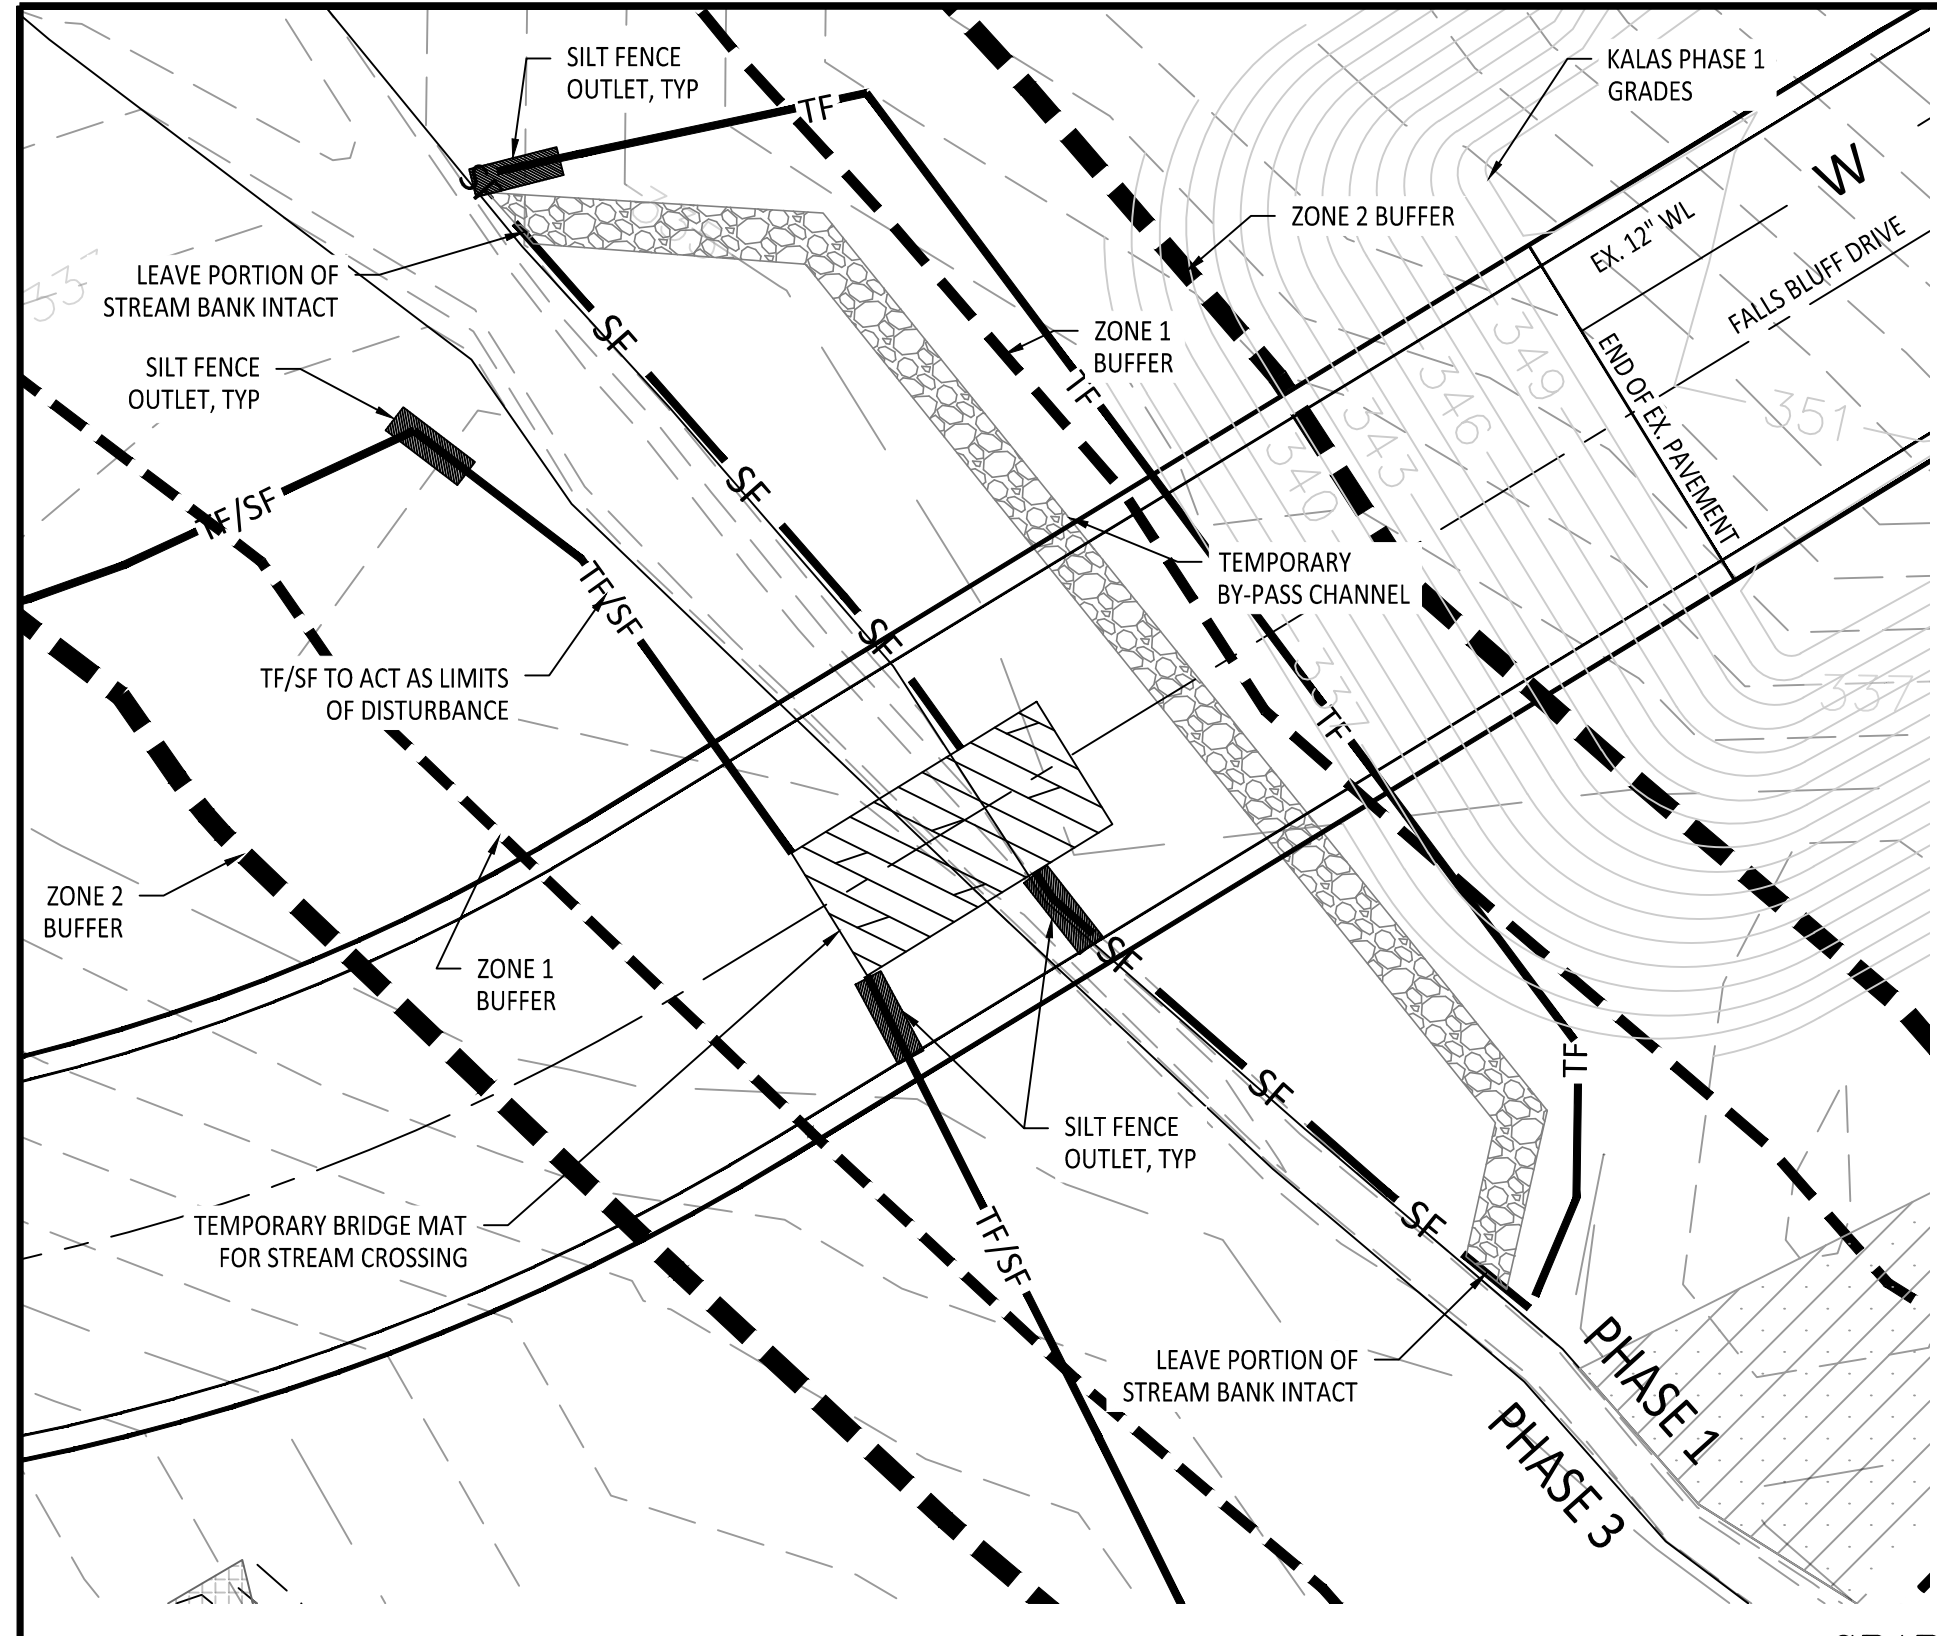 SILT FENCE
OUTLET, TYP
KALAS PHASE 1
GRADES
TF
W
SF
ZONE 2 BUFFER
EX. 12" WL
FALLS BLUFF DRIVE
LEAVE PORTION OF
STREAM BANK INTACT
337
SF
ZONE 1
BUFFER
349
SILT FENCE
OUTLET, TYP
TF
346
343
340
351
END OF EX. PAVEMENT
SF
TF/SF
TEMPORARY
BY-PASS CHANNEL
TF/SF
SF
TF/SF TO ACT AS LIMITS
OF DISTURBANCE
337
337
TF
ZONE 2
BUFFER
ZONE 1
BUFFER
SF
TF
SF
SILT FENCE
OUTLET, TYP
TEMPORARY BRIDGE MAT
FOR STREAM CROSSING
TF/SF
SF
LEAVE PORTION OF
STREAM BANK INTACT
PHASE 1
PHASE 3